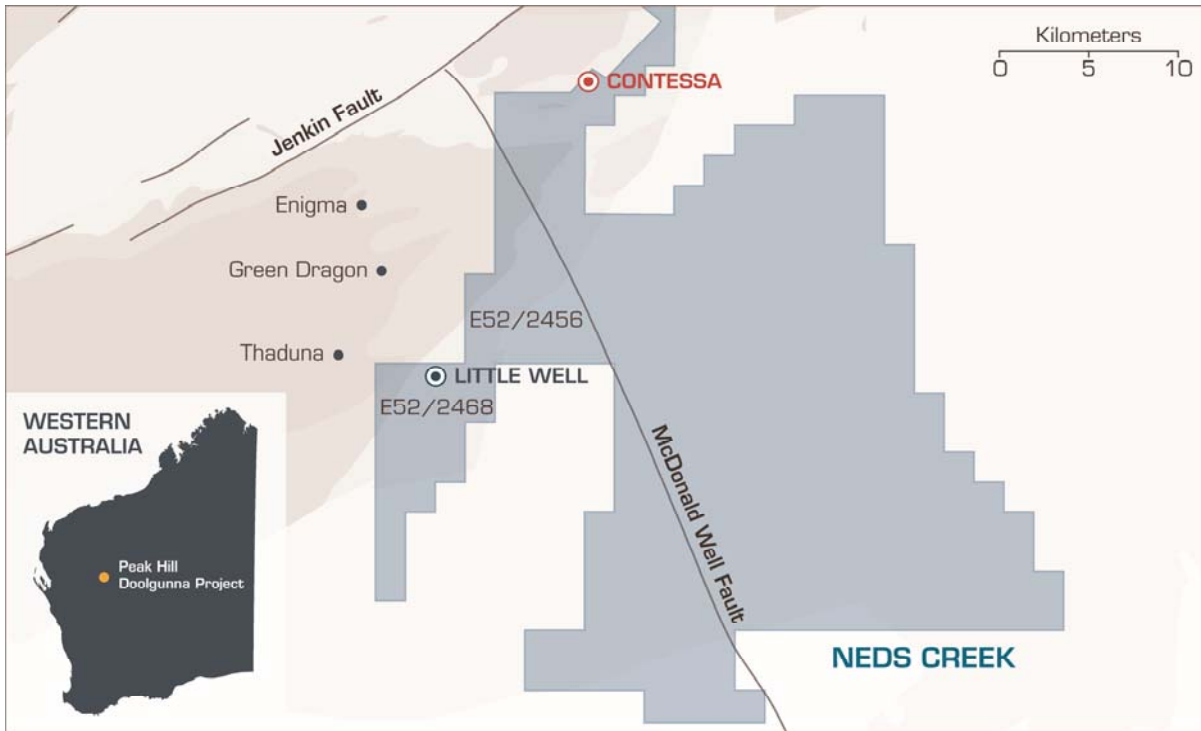 Kilometers
0 5 10
CONTESSA
Jenkin Fault
Enigma
Green Dragon
E52/2456
Thaduna
LITTLE WELL
E52/2468
WESTERN
AUSTRALIA
McDonald Well Fault
Peak Hill
Doolgunna Project
NEDS CREEK